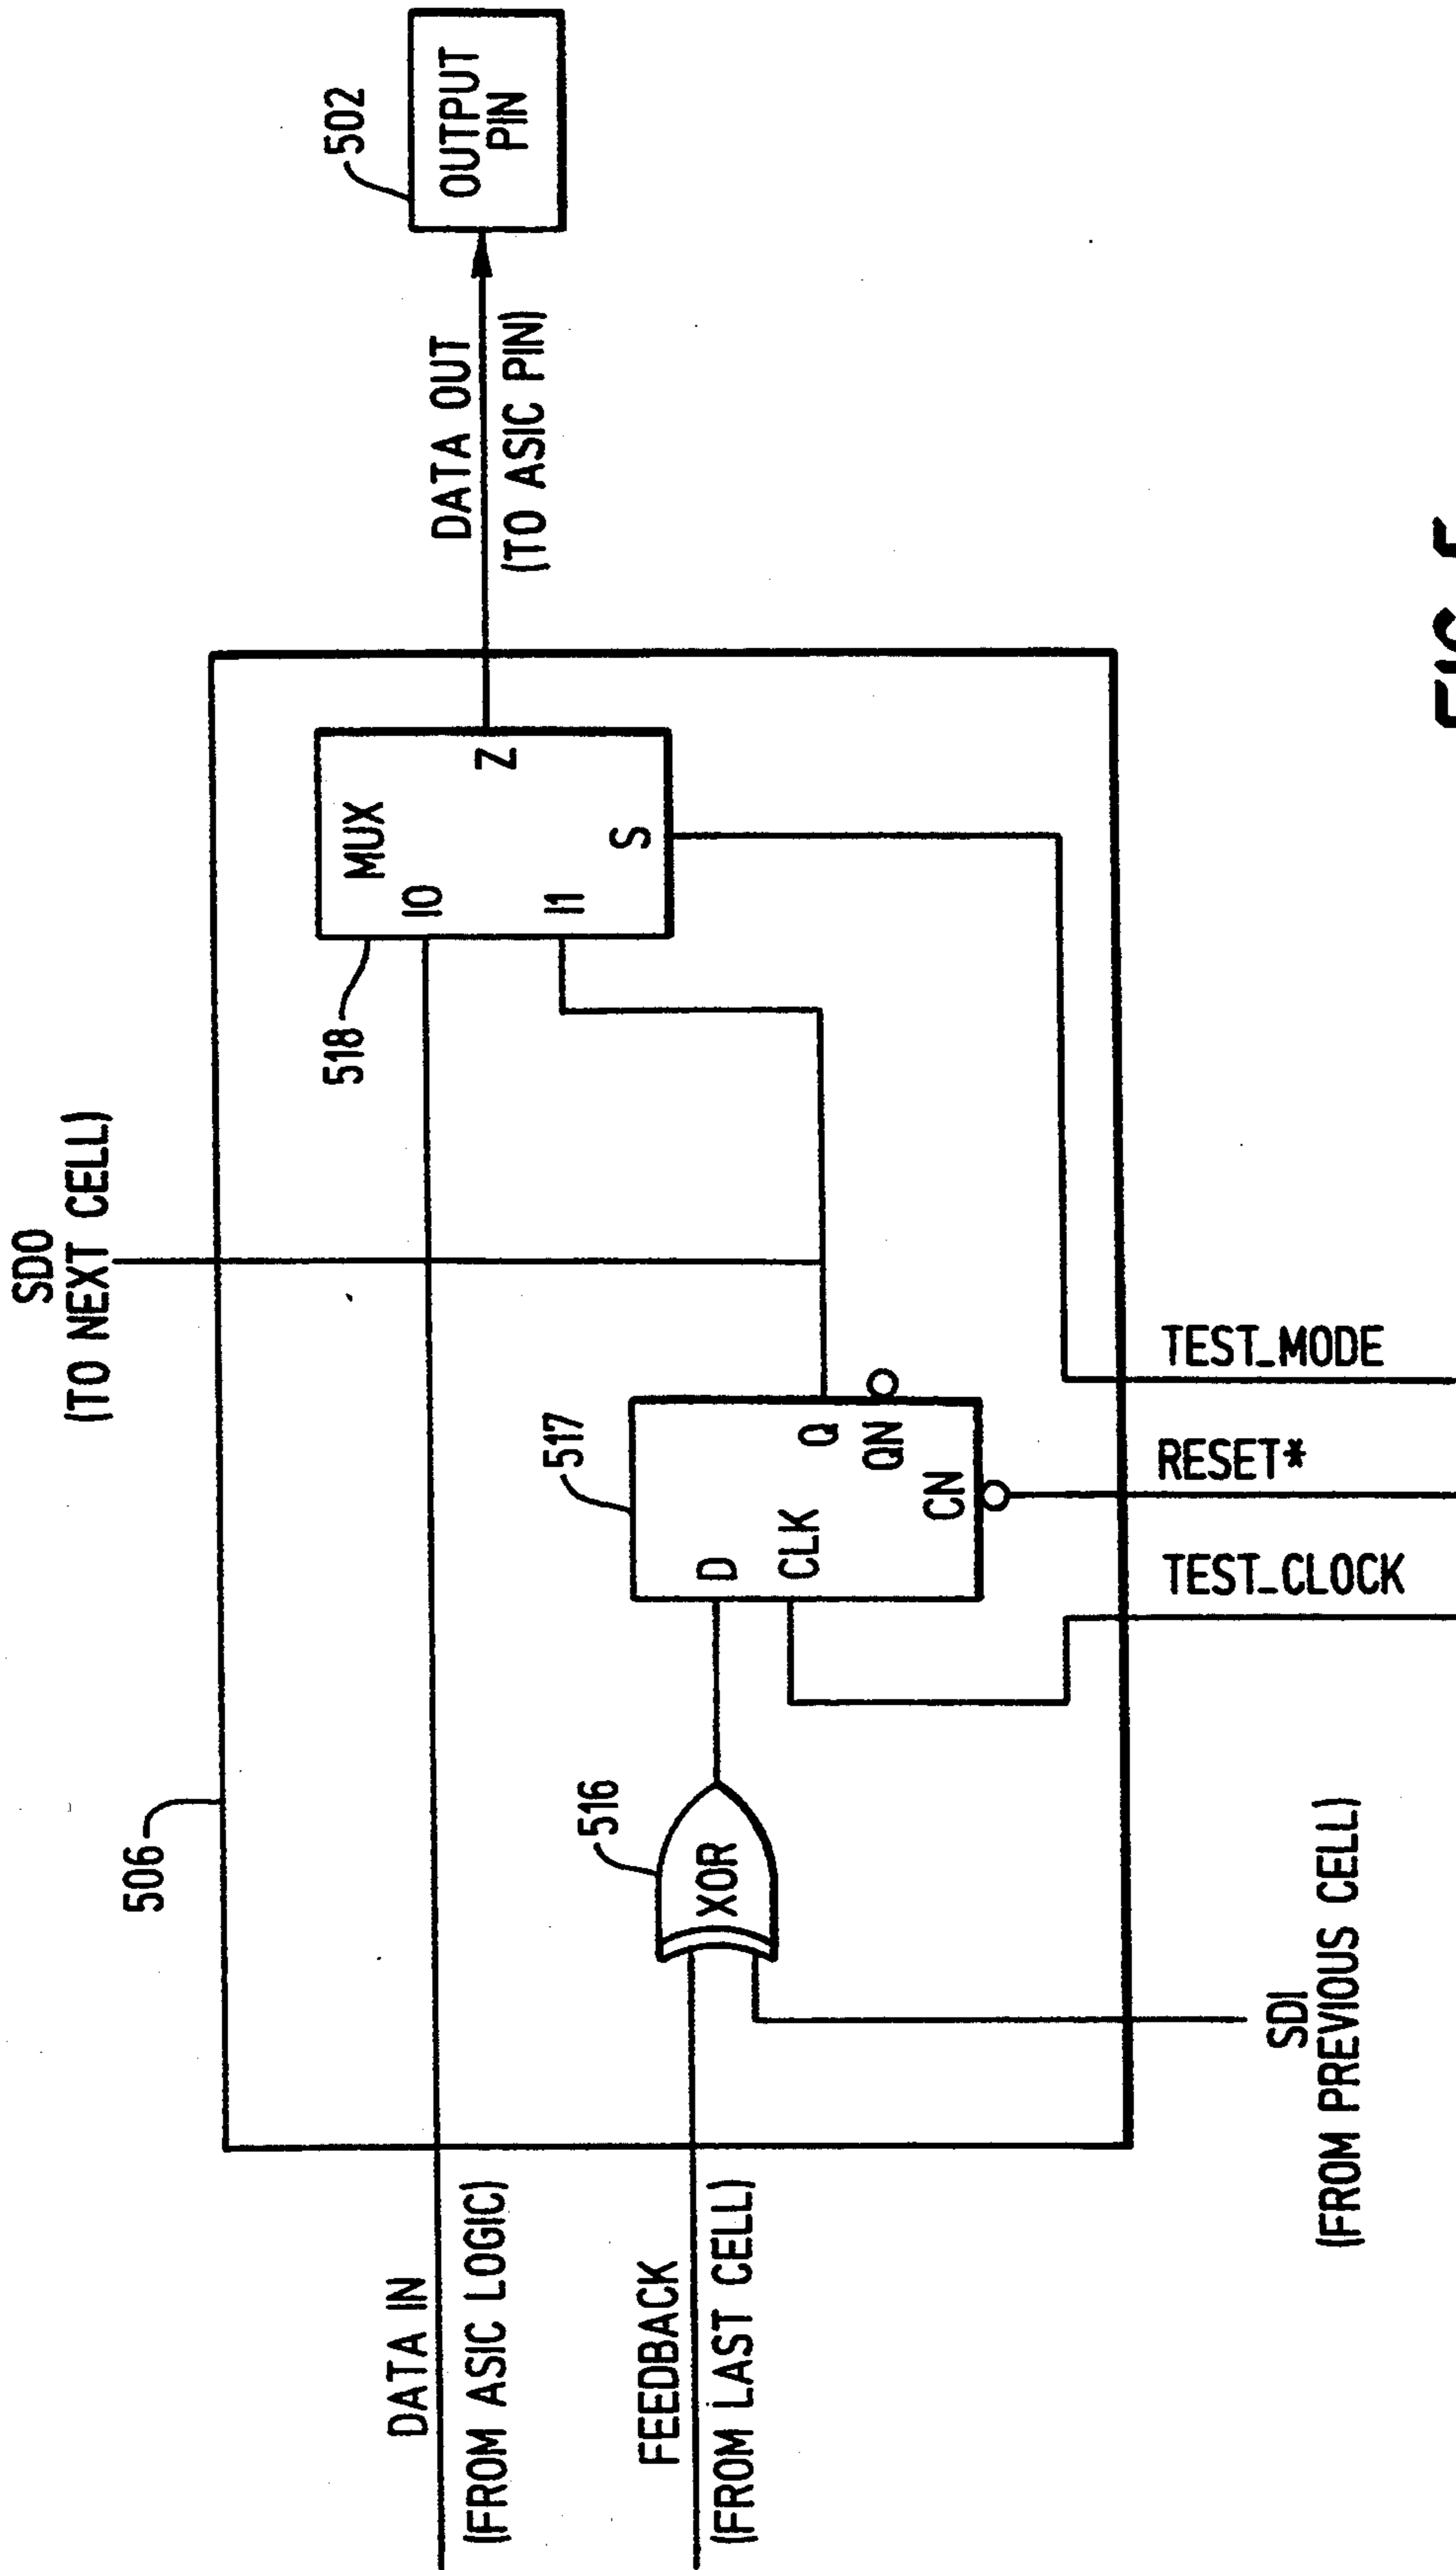 SDO
(TO NEXT CELL)
506
DATA IN
(FROM ASIC LOGIC)
518
MUX
I0
I1
Z
S
DATA OUT
(TO ASIC PIN)
502
OUTPUT
PIN
FEEDBACK
(FROM LAST CELL)
516
XOR
517
D
CLK
Q
QN
CN
SDI
(FROM PREVIOUS CELL)
TEST_CLOCK
RESET*
TEST_MODE